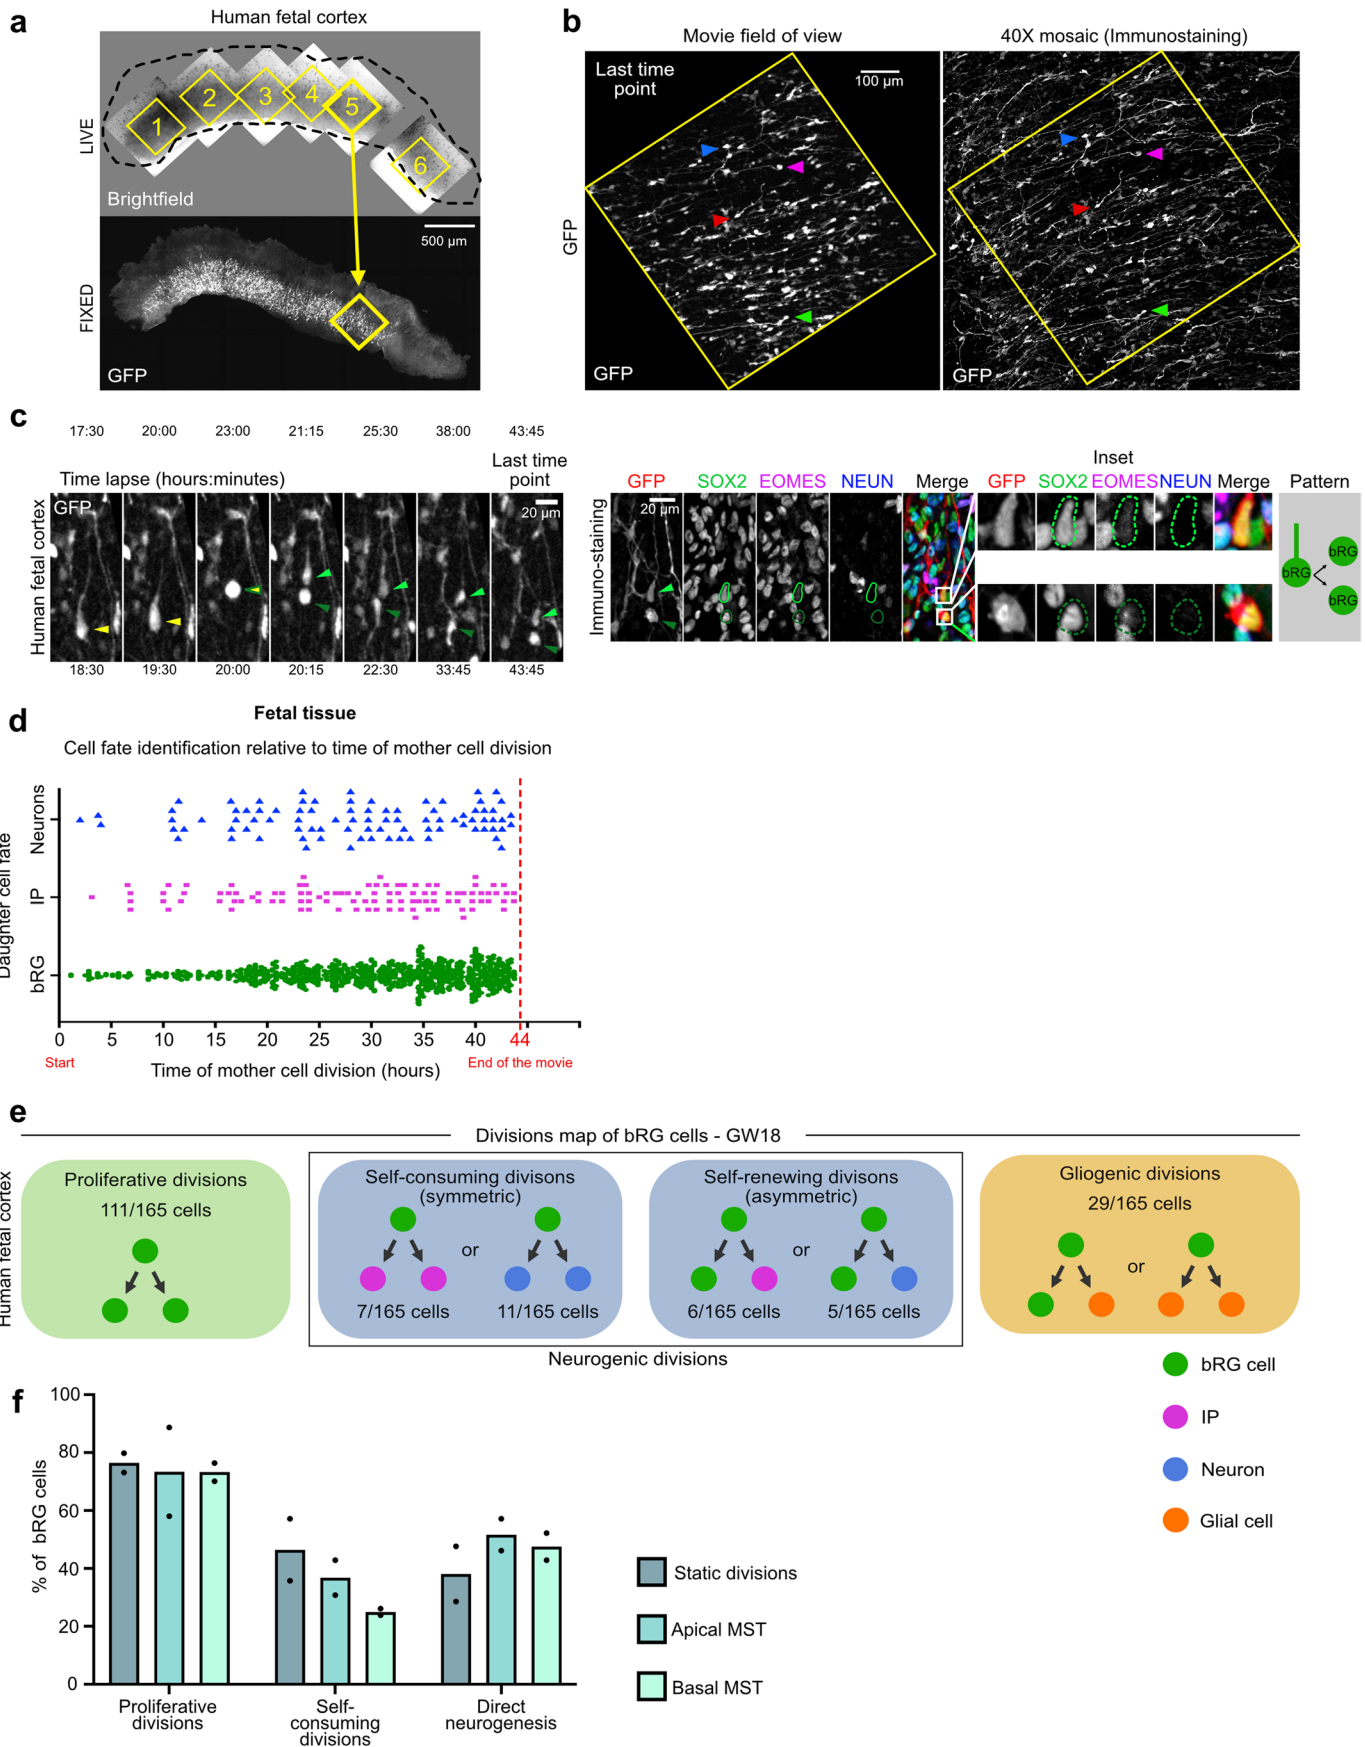 a
Human fetal cortex
LIVE
1
2
3
4
5
6
Brightfield
500 µm
FIXED
GFP
b
Movie field of view
40X mosaic (Immunostaining)
Last time
point
100 µm
GFP
GFP
GFP
c
17:30
20:00
23:00
21:15
25:30
38:00
43:45
Time lapse (hours:minutes)
Last time
point
Human fetal cortex
GFP
20 µm
18:30
19:30
20:00
20:15
22:30
33:45
43:45
Immuno-staining
GFP
SOX2
EOMES
NEUN
Merge
20 µm
Inset
GFP
SOX2
EOMES
NEUN
Merge
Pattern
bRG
bRG
bRG
d
Fetal tissue
Cell fate identification relative to time of mother cell division
Daughter cell fate
Neurons
IP
bRG
0
5
10
15
20
25
30
35
40
44
Start
Time of mother cell division (hours)
End of the movie
e
Divisions map of bRG cells - GW18
Human fetal cortex
Proliferative divisions
111/165 cells
Self-consuming divisons
(symmetric)
or
7/165 cells
11/165 cells
Self-renewing divisons
(asymmetric)
or
6/165 cells
5/165 cells
Gliogenic divisions
29/165 cells
or
Neurogenic divisions
bRG cell
IP
Neuron
Glial cell
f
% of bRG cells
100
80
60
40
20
0
Proliferative
divisions
Self-
consuming
divisions
Direct
neurogenesis
Static divisions
Apical MST
Basal MST